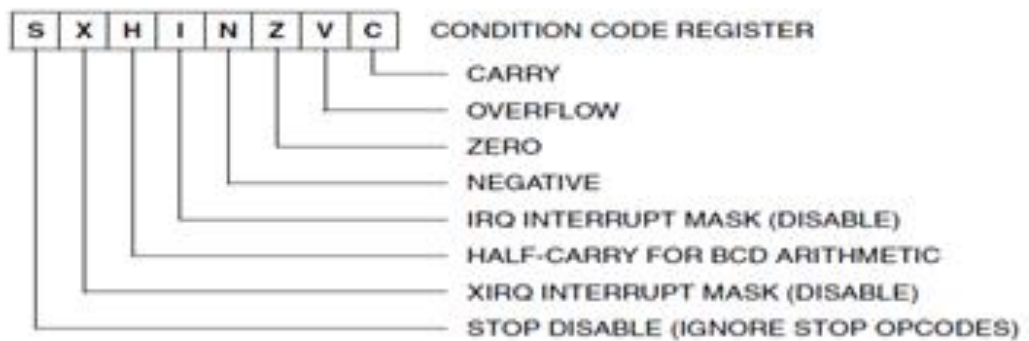 S X H I N Z V C CONDITION CODE REGISTER
CARRY
OVERFLOW
ZERO
NEGATIVE
IRQ INTERRUPT MASK (DISABLE)
HALF-CARRY FOR BCD ARITHMETIC
XIRQ INTERRUPT MASK (DISABLE)
STOP DISABLE (IGNORE STOP OPCODES)